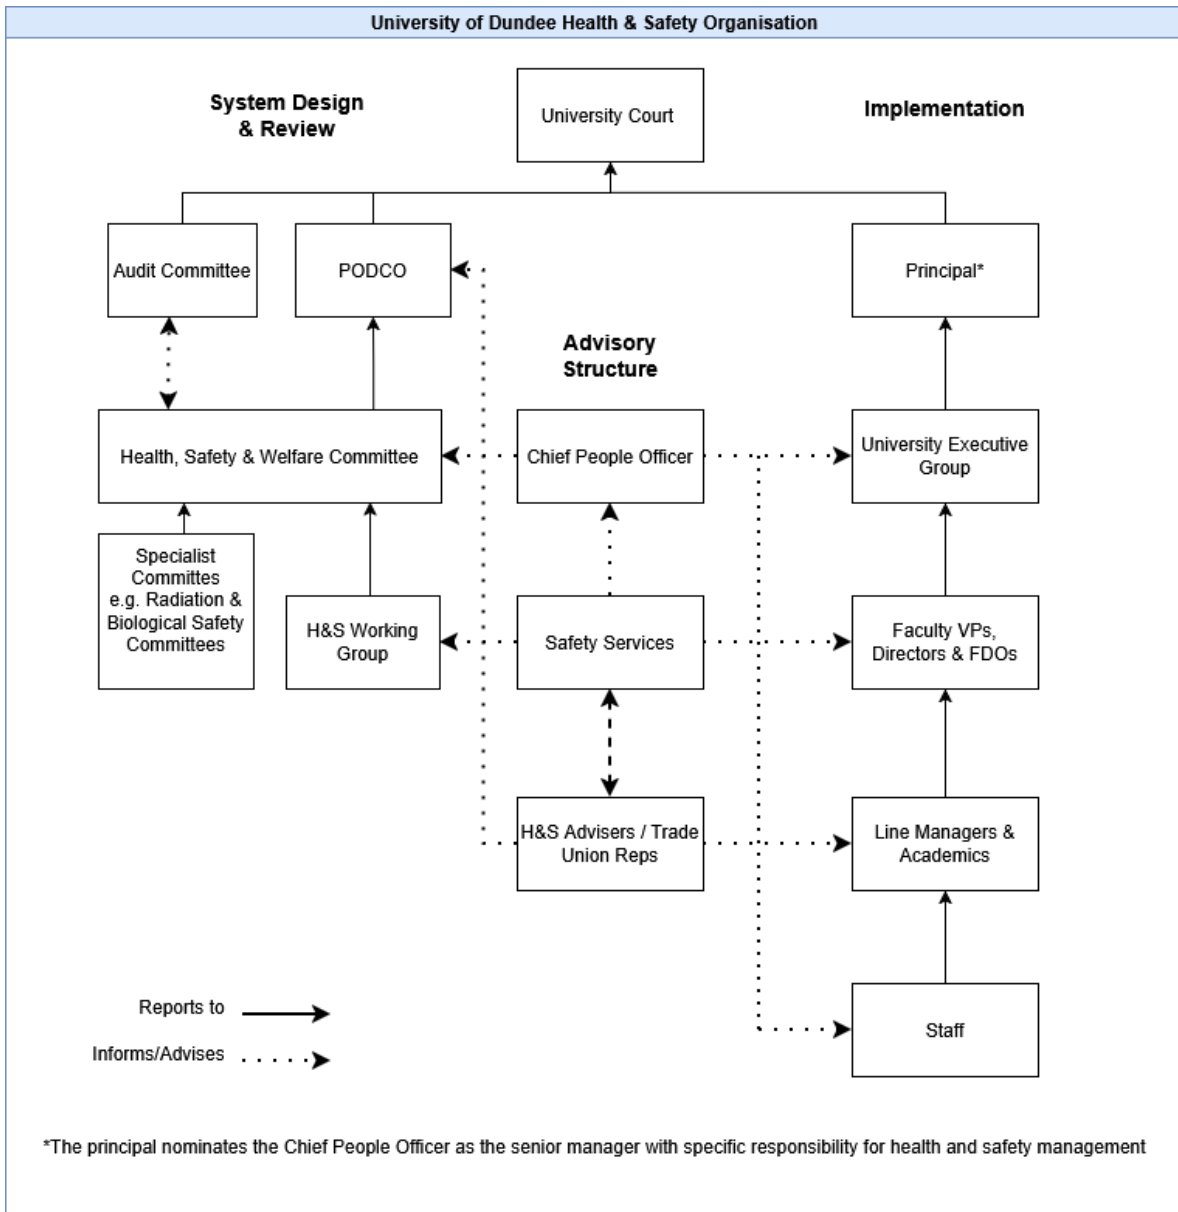 University of Dundee Health & Safety Organisation
System Design
& Review
University Court
Implementation
Audit Committee
PODCO
Principal*
Advisory
Structure
Health, Safety & Welfare Committee
Chief People Officer
University Executive
Group
Specialist
Committes
e.g. Radiation &
Biological Safety
Committees
H&S Working
Group
Safety Services
Faculty VPs,
Directors & FDOs
H&S Advisers / Trade
Union Reps
Line Managers &
Academics
Staff
Reports to
Informs/Advises
*The principal nominates the Chief People Officer as the senior manager with specific responsibility for health and safety management